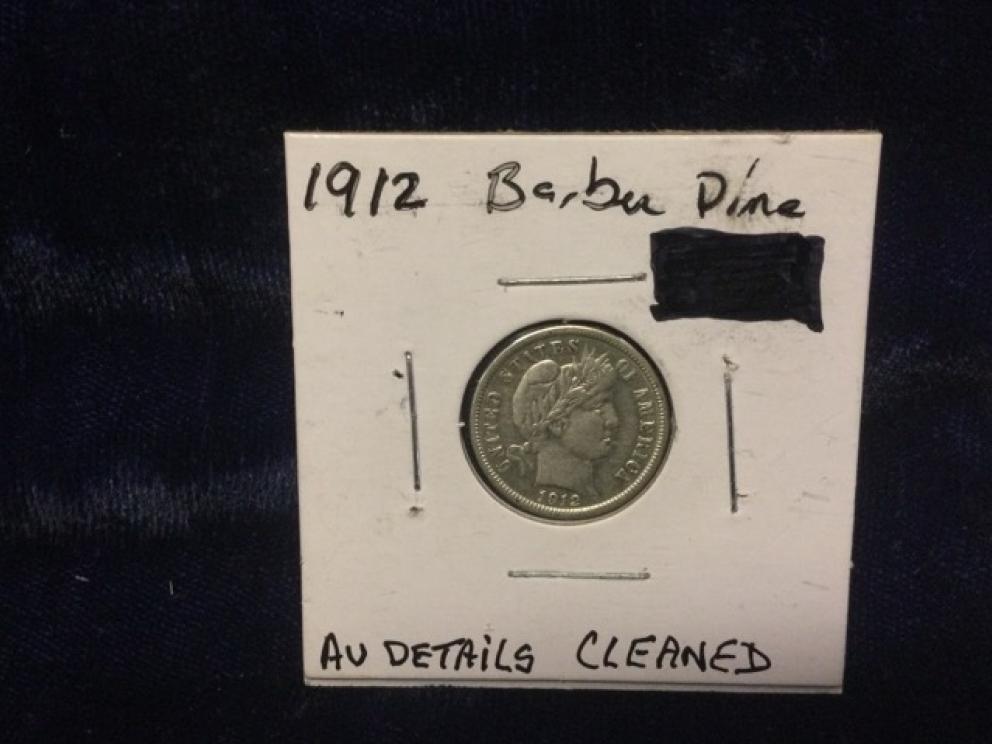 1912 Barber Dime
UNITED STATES OF AMERICA
1912
AU DETAILS CLEANED